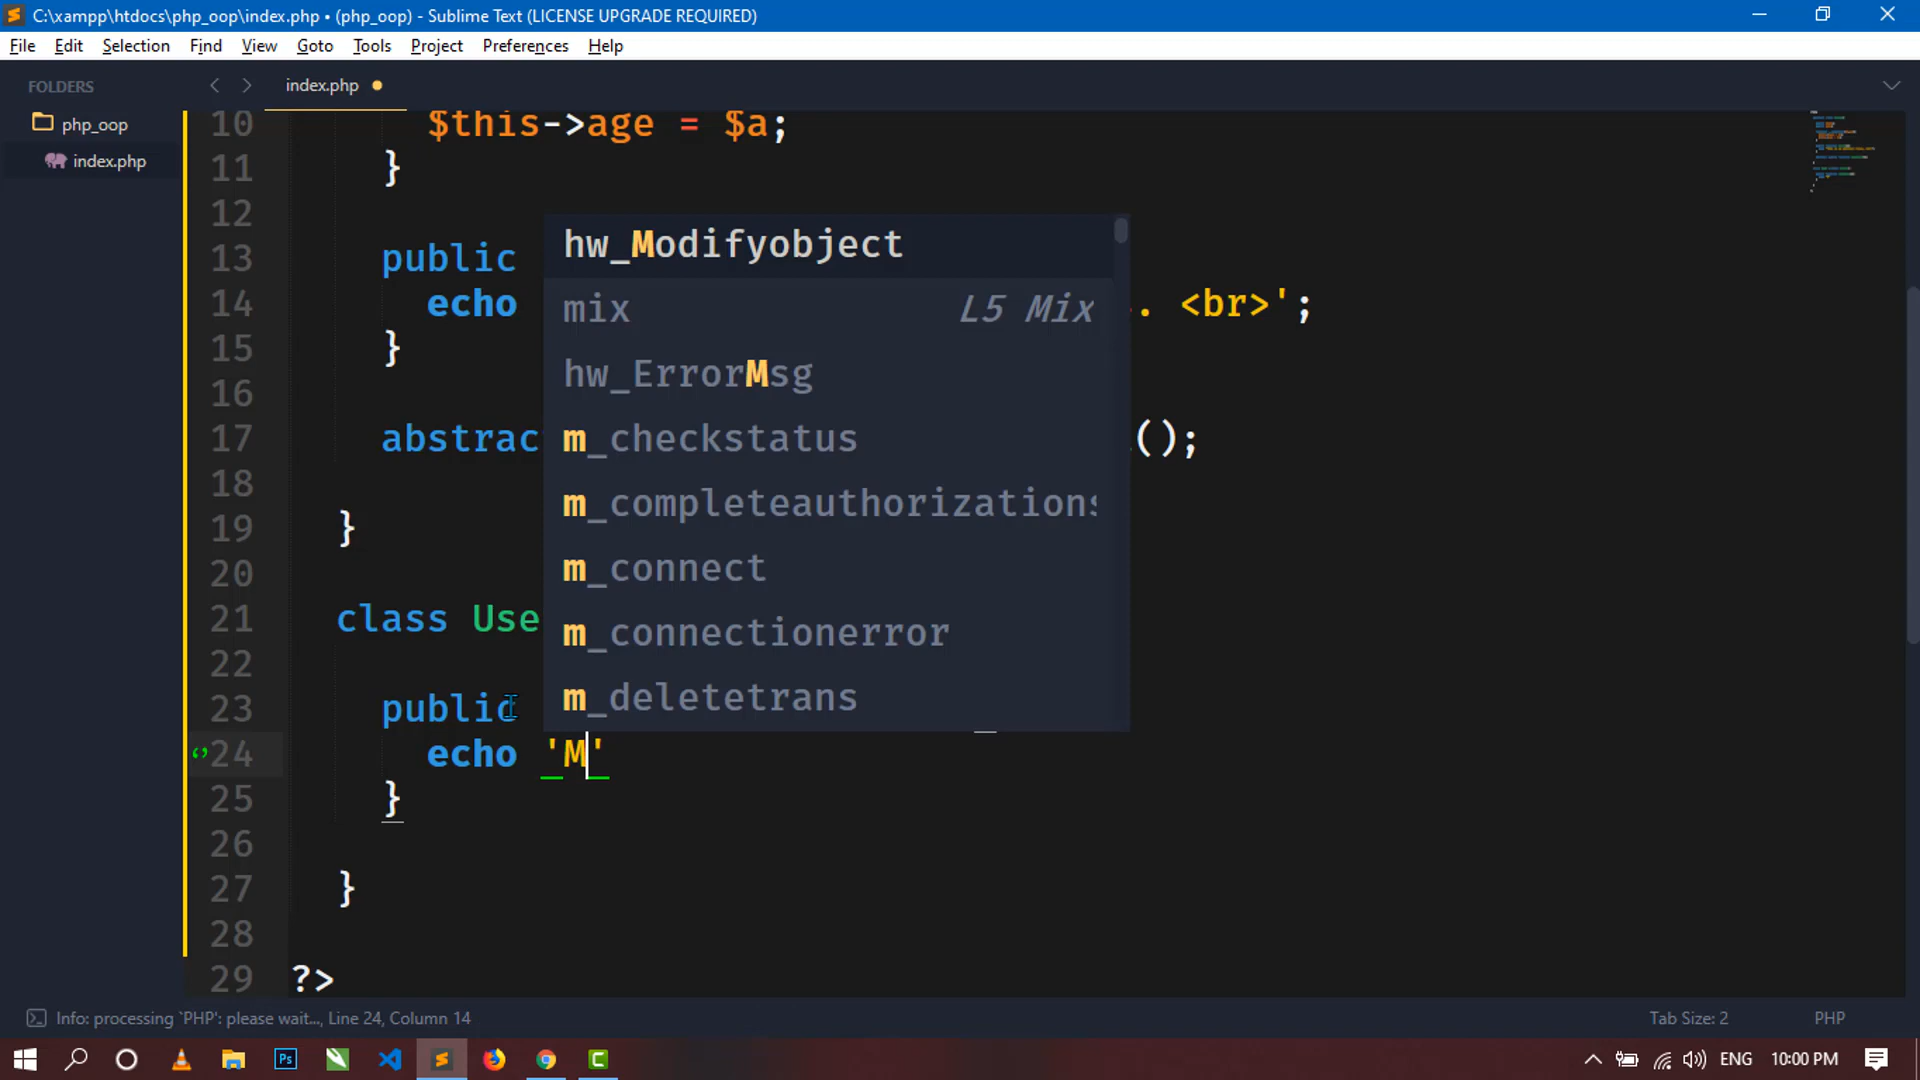 C:\xampp\htdocs\php_oop\index.php • (php_oop) - Sublime Text (LICENSE UPGRADE REQUIRED)
File Edit Selection Find View Goto Tools Project Preferences Help
FOLDERS
php_oop
index.php
index.php
10 $this->age = $a;
11 }
12
13 public
14 echo . <br>';
15 }
16
17 abstrac ();
18
19 }
20
21 class Use
22
23 public
24 echo 'M'
25 }
26
27 }
28
29 ?>
hw_Modifyobject
mix L5 Mix
hw_ErrorMsg
m_checkstatus
m_completeauthorizations
m_connect
m_connectionerror
m_deletetrans
Info: processing `PHP': please wait..., Line 24, Column 14
Tab Size: 2 PHP
Ps
ENG 10:00 PM